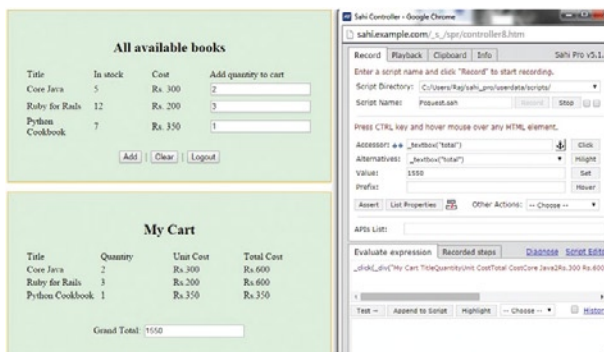 All available books
Title In stock Cost Add quantity to cart
Core Java 5 Rs. 300 2
Ruby for Rails 12 Rs. 200 3
Python Cookbook 7 Rs. 350 1
Add | Clear | Logout
My Cart
Title Quantity Unit Cost Total Cost
Core Java 2 Rs.300 Rs.600
Ruby for Rails 3 Rs.200 Rs.600
Python Cookbook 1 Rs.350 Rs.350
Grand Total: 1550
Sahi Controller - Google Chrome
sahi.example.com/_s_/spr/controller8.htm
Record Playback Clipboard Info Sahi Pro v5.1.
Enter a script name and click "Record" to start recording.
Script Directory: C:/Users/Raj/sahi_pro/userdata/scripts/
Script Name: Record Stop
Press CTRL key and hover mouse over any HTML element.
Accessor: _textbox("total") Click
Alternatives: _textbox("total") Hilight
Value: 1550 Set
Prefix: Hover
Assert List Properties Other Actions: -- Choose --
APIs List:
Evaluate expression Recorded steps Diagnose Script Edito
_click(_div("My Cart TitleQuantityUnit CostTotal CostCore Java2Rs.300 Rs.600
Test → Append to Script Highlight -- Choose -- Histor